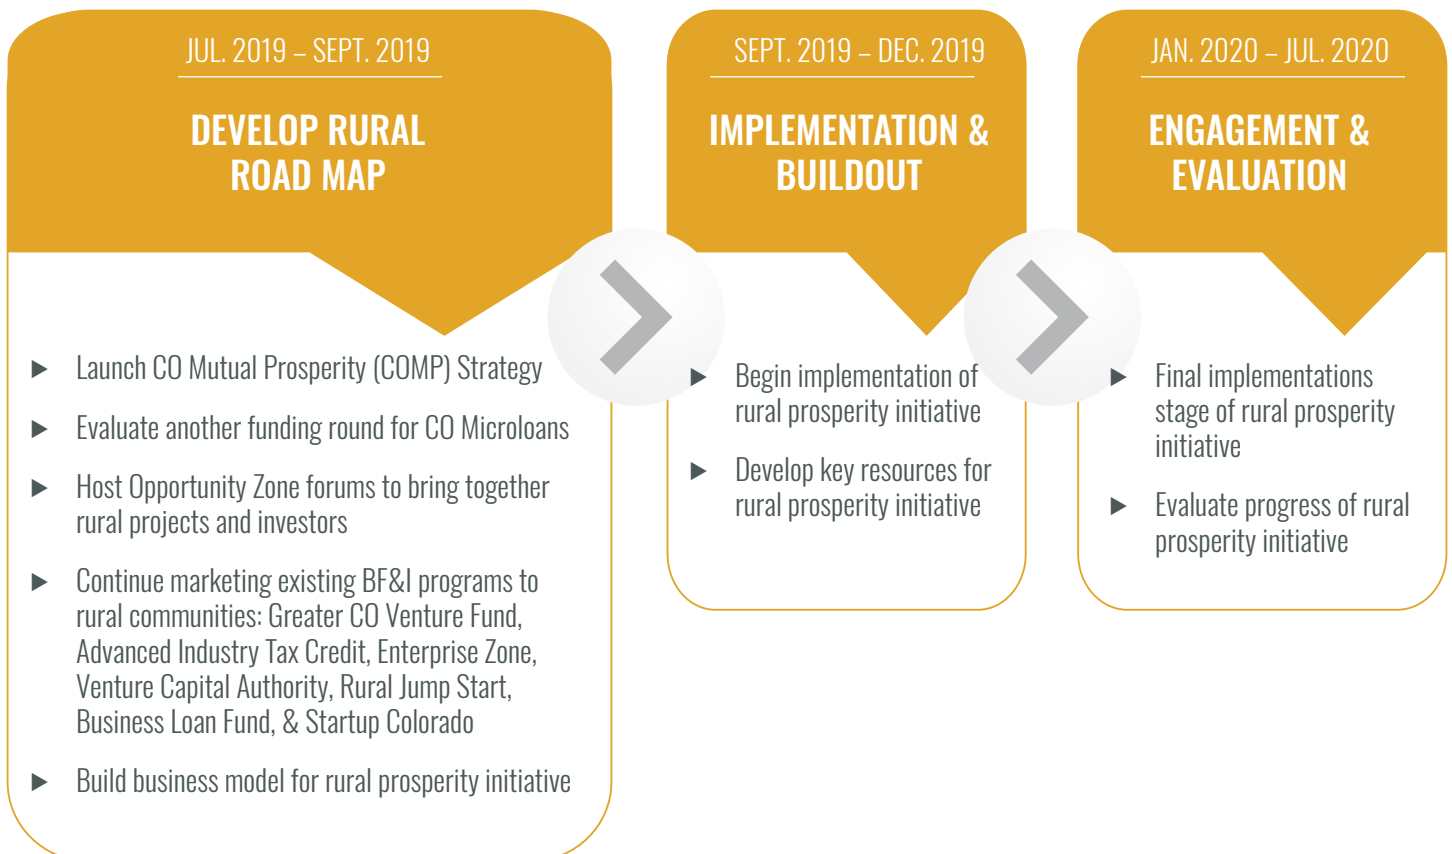 JUL. 2019 – SEPT. 2019
DEVELOP RURAL
ROAD MAP
► Launch CO Mutual Prosperity (COMP) Strategy
► Evaluate another funding round for CO Microloans
► Host Opportunity Zone forums to bring together
rural projects and investors
► Continue marketing existing BF&I programs to
rural communities: Greater CO Venture Fund,
Advanced Industry Tax Credit, Enterprise Zone,
Venture Capital Authority, Rural Jump Start,
Business Loan Fund, & Startup Colorado
► Build business model for rural prosperity initiative
SEPT. 2019 – DEC. 2019
IMPLEMENTATION &
BUILDOUT
► Begin implementation of
rural prosperity initiative
► Develop key resources for
rural prosperity initiative
JAN. 2020 – JUL. 2020
ENGAGEMENT &
EVALUATION
► Final implementations
stage of rural prosperity
initiative
► Evaluate progress of rural
prosperity initiative